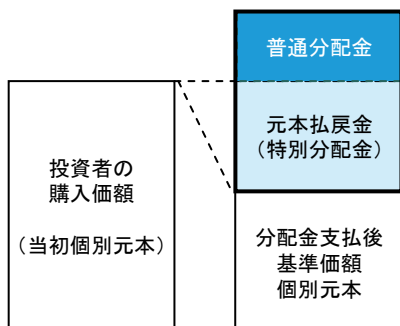 普通分配金
元本払戻金
（特別分配金）
投資者の
購入価額
（当初個別元本）
分配金支払後
基準価額
個別元本